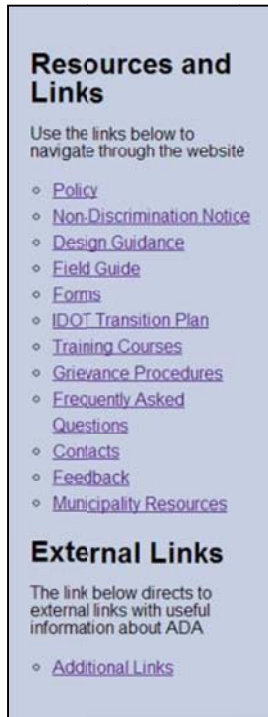 Resources and
Links
Use the links below to
navigate through the website
Policy
Non-Discrimination Notice
Design Guidance
Field Guide
Forms
IDOT Transition Plan
Training Courses
Grievance Procedures
Frequently Asked
Questions
Contacts
Feedback
Municipality Resources
External Links
The link below directs to
external links with useful
information about ADA
Additional Links